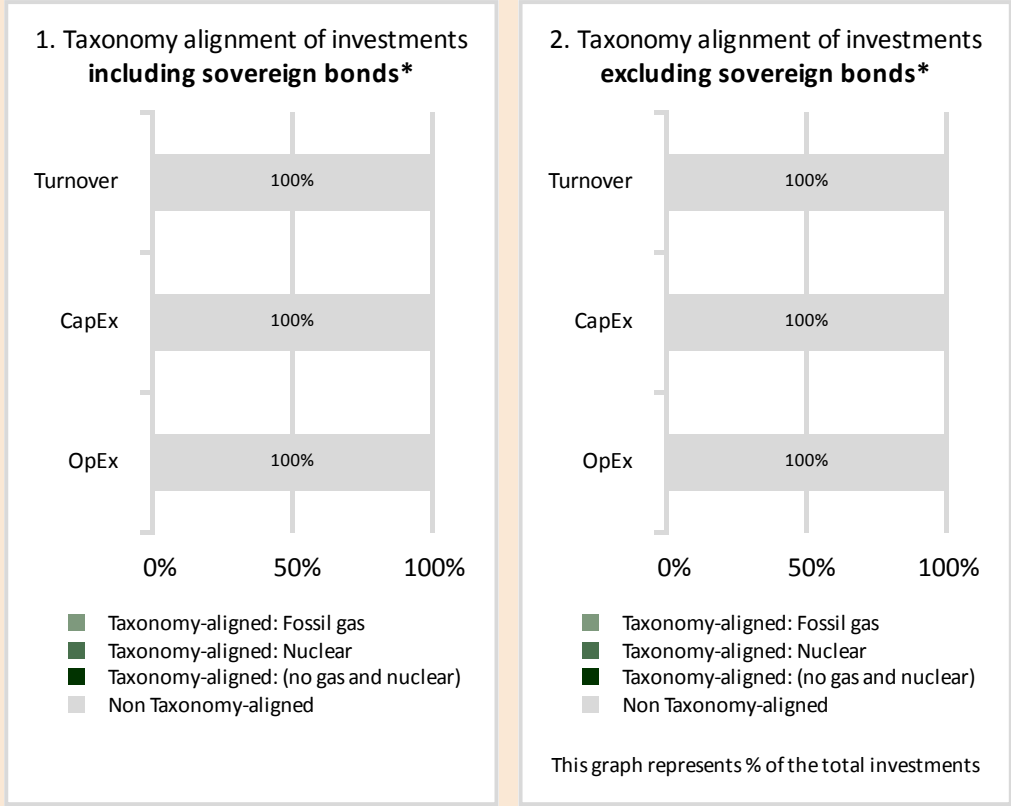 1. Taxonomy alignment of investments
including sovereign bonds*
Turnover
100%
CapEx
100%
OpEx
100%
0% 50% 100%
Taxonomy-aligned: Fossil gas
Taxonomy-aligned: Nuclear
Taxonomy-aligned: (no gas and nuclear)
Non Taxonomy-aligned
2. Taxonomy alignment of investments
excluding sovereign bonds*
Turnover
100%
CapEx
100%
OpEx
100%
0% 50% 100%
Taxonomy-aligned: Fossil gas
Taxonomy-aligned: Nuclear
Taxonomy-aligned: (no gas and nuclear)
Non Taxonomy-aligned
This graph represents % of the total investments